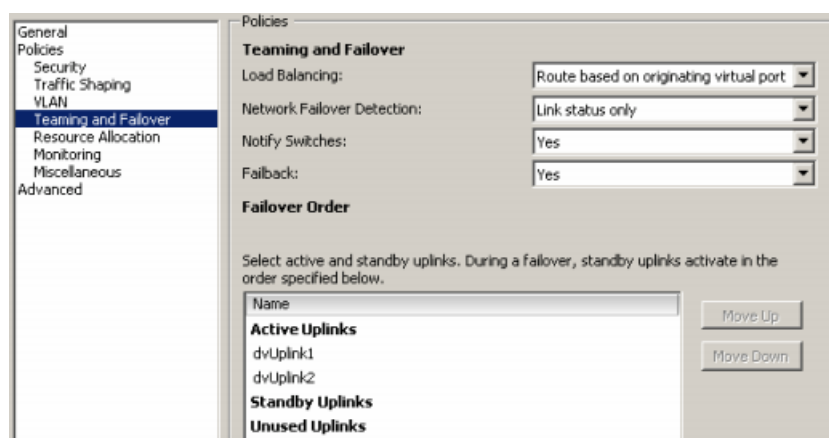 General
Policies
Security
Traffic Shaping
VLAN
Teaming and Failover
Resource Allocation
Monitoring
Miscellaneous
Advanced
Policies
Teaming and Failover
Load Balancing: Route based on originating virtual port
Network Failover Detection: Link status only
Notify Switches: Yes
Failback: Yes
Failover Order
Select active and standby uplinks. During a failover, standby uplinks activate in the
order specified below.
Name
Active Uplinks
dvUplink1
dvUplink2
Standby Uplinks
Unused Uplinks
Move Up
Move Down